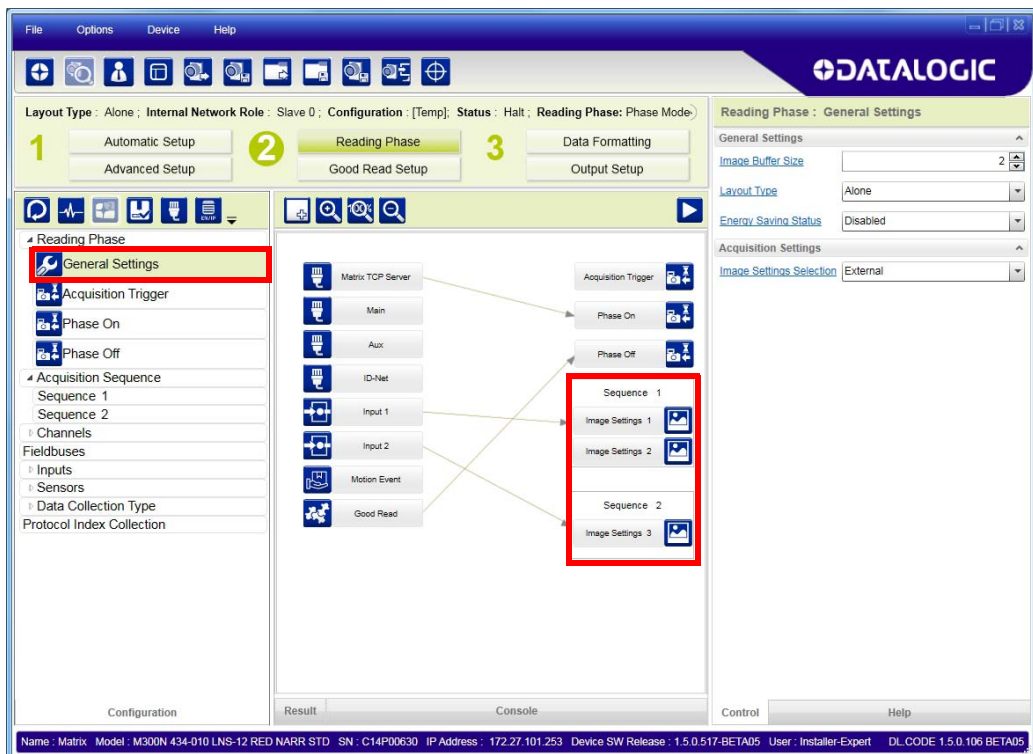 File Options Device Help
DATALOGIC
Layout Type : Alone ; Internal Network Role : Slave 0 ; Configuration : [Temp]; Status : Halt ; Reading Phase: Phase Mode
1 Automatic Setup 2 Reading Phase 3 Data Formatting
Advanced Setup Good Read Setup Output Setup
EN/IP
100%
Reading Phase
General Settings
Acquisition Trigger
Phase On
Phase Off
Acquisition Sequence
Sequence 1
Sequence 2
Channels
Fieldbuses
Inputs
Sensors
Data Collection Type
Protocol Index Collection
Configuration
Matrix TCP Server
Main
Aux
ID-Net
Input 1
Input 2
Motion Event
Good Read
Acquisition Trigger
Phase On
Phase Off
Sequence 1
Image Settings 1
Image Settings 2
Sequence 2
Image Settings 3
Result Console
Reading Phase : General Settings
General Settings
Image Buffer Size 2
Layout Type Alone
Energy Saving Status Disabled
Acquisition Settings
Image Settings Selection External
Control Help
Name : Matrix Model : M300N 434-010 LNS-12 RED NARR STD SN : C14P00630 IP Address : 172.27.101.253 Device SW Release : 1.5.0.517-BETA05 User : Installer-Expert DL.CODE 1.5.0.106 BETA05